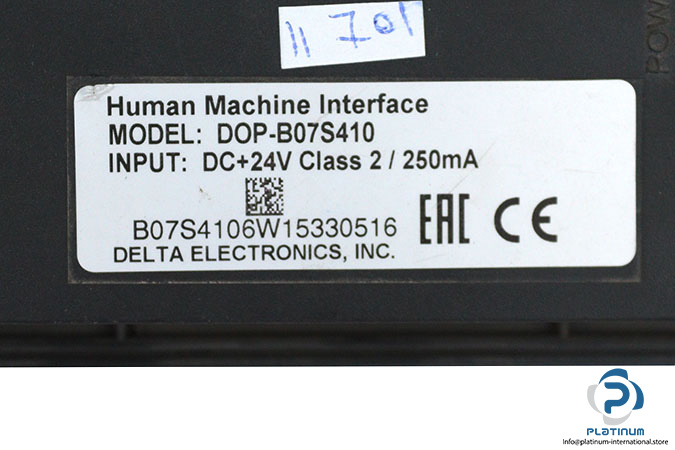 11 701
POW
Human Machine Interface
MODEL: DOP-B07S410
INPUT: DC+24V Class 2 / 250mA
B07S4106W15330516
EAC CE
DELTA ELECTRONICS, INC.
PLATINUM
Info@platinum-international.store